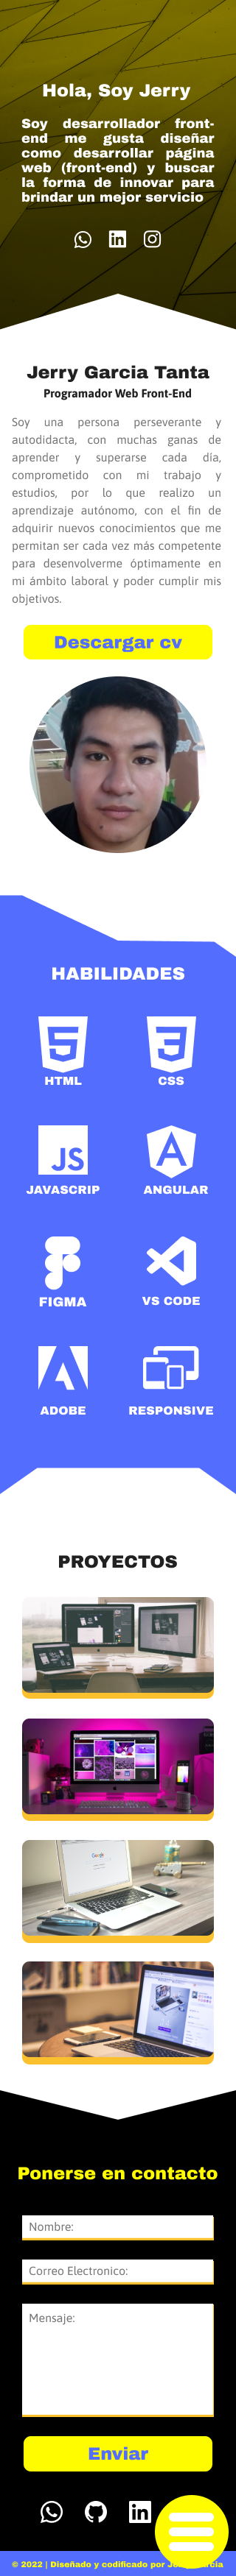 Hola, Soy Jerry
Soy desarrollador front-
end me gusta diseñar
como desarrollar página
web (front-end) y buscar
la forma de innovar para
brindar un mejor servicio
Jerry Garcia Tanta
Programador Web Front-End
Soy una persona perseverante y
autodidacta, con muchas ganas de
aprender y superarse cada día,
comprometido con mi trabajo y
estudios, por lo que realizo un
aprendizaje autónomo, con el fin de
adquirir nuevos conocimientos que me
permitan ser cada vez más competente
para desenvolverme óptimamente en
mi ámbito laboral y poder cumplir mis
objetivos.
Descargar cv
HABILIDADES
HTML CSS
JS
JAVASCRIP ANGULAR
FIGMA VS CODE
ADOBE RESPONSIVE
PROYECTOS
Google
Ponerse en contacto
Nombre:
Correo Electronico:
Mensaje:
Enviar
© 2022 | Diseñado y codificado por